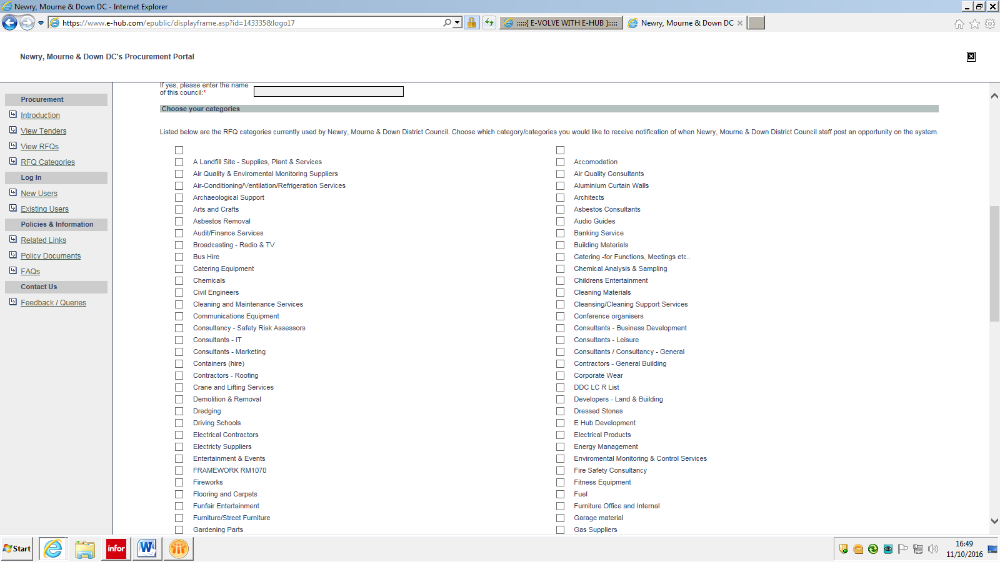 Newry, Mourne & Down DC - Internet Explorer
https://www.e-hub.com/epublic/displayframe.asp?id=143335&logo17
:::::{ E-VOLVE WITH E-HUB }:::::
Newry, Mourne & Down DC
Newry, Mourne & Down DC's Procurement Portal
Procurement
Introduction
View Tenders
View RFQs
RFQ Categories
Log In
New Users
Existing Users
Policies & Information
Related Links
Policy Documents
FAQs
Contact Us
Feedback / Queries
If yes, please enter the name
of this council:*
Choose your categories
Listed below are the RFQ categories currently used by Newry, Mourne & Down District Council. Choose which category/categories you would like to receive notification of when Newry, Mourne & Down District Council staff post an opportunity on the system.
A Landfill Site - Supplies, Plant & Services
Accomodation
Air Quality & Enviromental Monitoring Suppliers
Air Quality Consultants
Air-Conditioning/Ventilation/Refrigeration Services
Aluminium Curtain Walls
Archaeological Support
Architects
Arts and Crafts
Asbestos Consultants
Asbestos Removal
Audio Guides
Audit/Finance Services
Banking Service
Broadcasting - Radio & TV
Building Materials
Bus Hire
Catering -for Functions, Meetings etc..
Catering Equipment
Chemical Analysis & Sampling
Chemicals
Childrens Entertainment
Civil Engineers
Cleaning Materials
Cleaning and Maintenance Services
Cleansing/Cleaning Support Services
Communications Equipment
Conference organisers
Consultancy - Safety Risk Assessors
Consultants - Business Development
Consultants - IT
Consultants - Leisure
Consultants - Marketing
Consultants / Consultancy - General
Containers (hire)
Contractors - General Building
Contractors - Roofing
Corporate Wear
Crane and Lifting Services
DDC LC R List
Demolition & Removal
Developers - Land & Building
Dredging
Dressed Stones
Driving Schools
E Hub Development
Electrical Contractors
Electrical Products
Electricty Suppliers
Energy Management
Entertainment & Events
Enviromental Monitoring & Control Services
FRAMEWORK RM1070
Fire Safety Consultancy
Fireworks
Fitness Equipment
Flooring and Carpets
Fuel
Funfair Entertainment
Furniture Office and Internal
Furniture/Street Furniture
Garage material
Gardening Parts
Gas Suppliers
Start
infor
16:49
11/10/2016